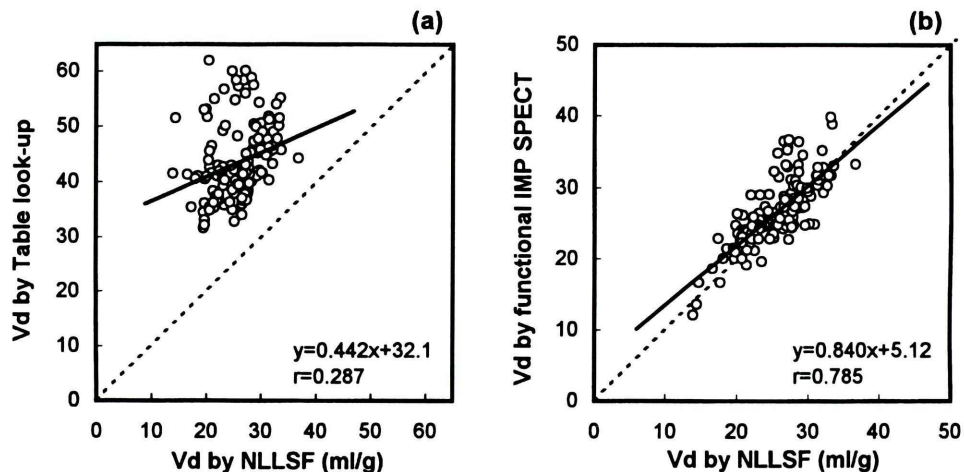 (a)
Vd by Table look-up
60
50
40
30
20
10
0
y=0.442x+32.1
r=0.287
0 10 20 30 40 50 60
Vd by NLLSF (ml/g)
(b)
Vd by functional IMP SPECT
50
40
30
20
10
0
y=0.840x+5.12
r=0.785
0 10 20 30 40 50
Vd by NLLSF (ml/g)